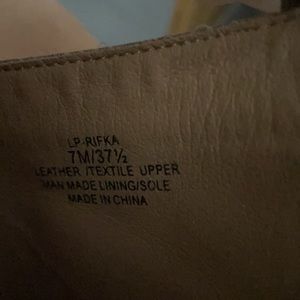 LP-RIFKA
7M/37½
LEATHER /TEXTILE UPPER
MAN MADE LINING/SOLE
MADE IN CHINA